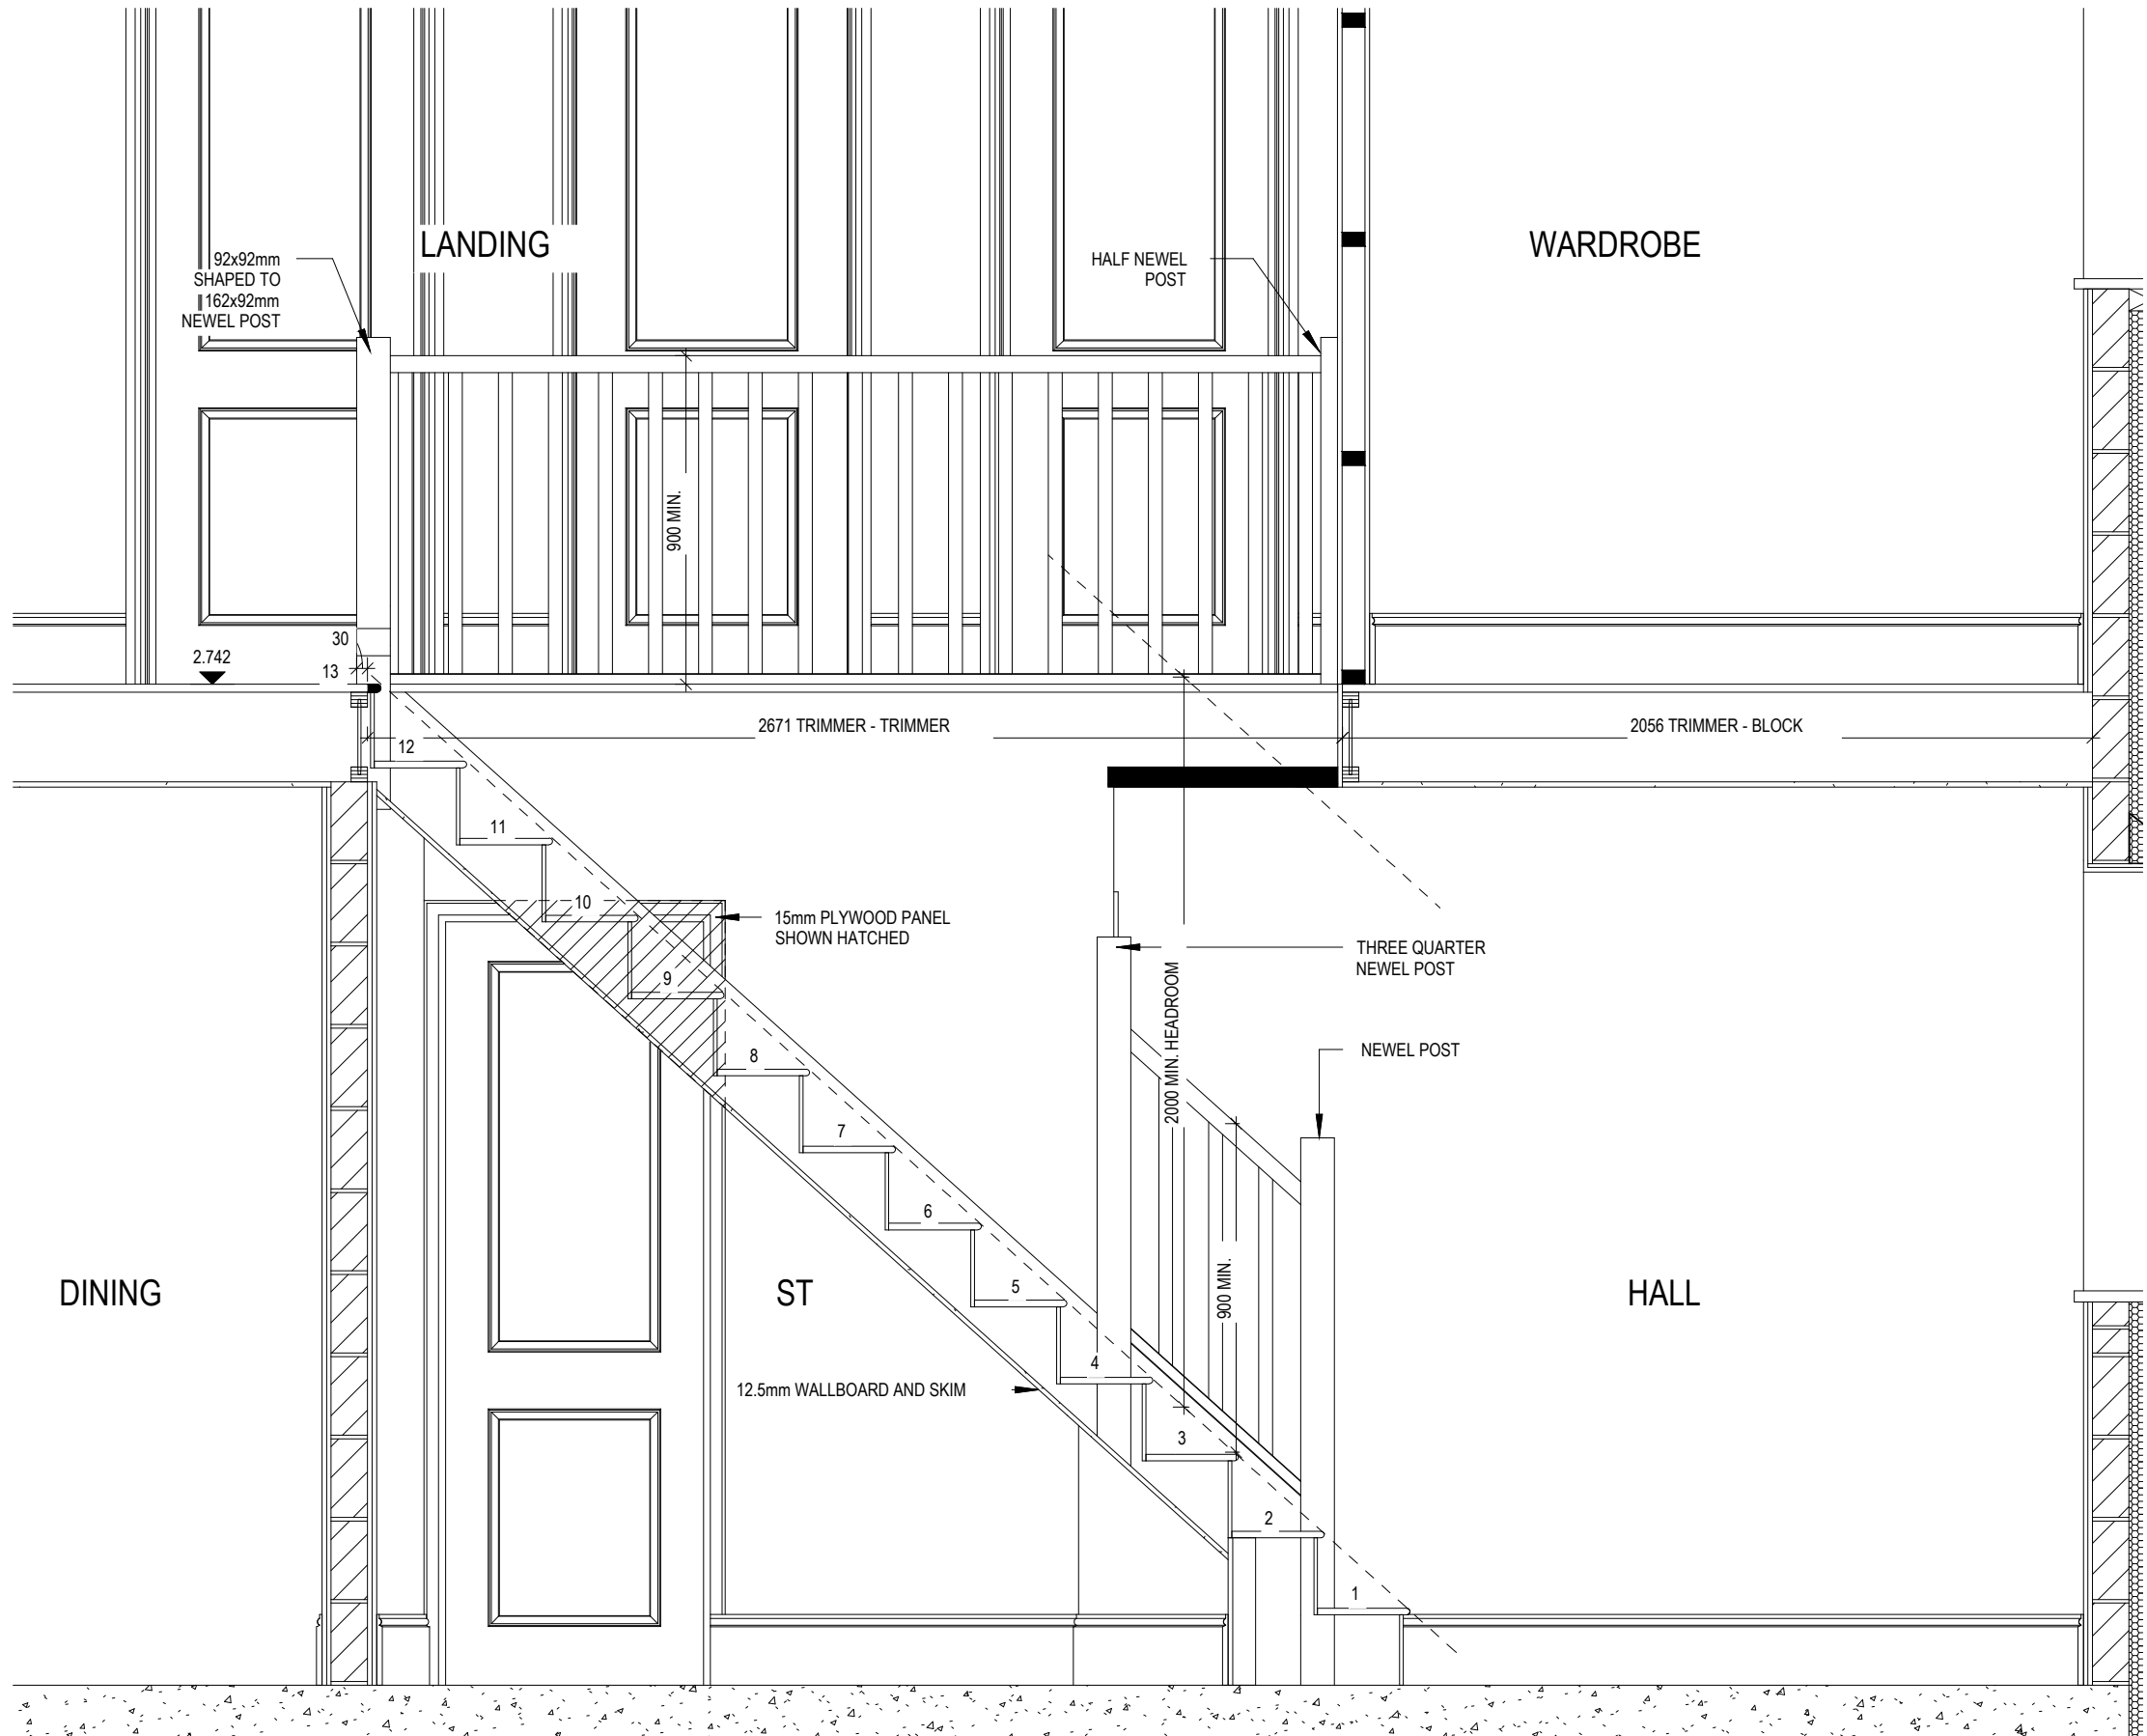 LANDING
WARDROBE
92x92mm
SHAPED TO
162x92mm
NEWEL POST
HALF NEWEL
POST
900 MIN.
30
13
2.742
2671 TRIMMER - TRIMMER
2056 TRIMMER - BLOCK
12
11
10
15mm PLYWOOD PANEL
SHOWN HATCHED
THREE QUARTER
NEWEL POST
9
2000 MIN. HEADROOM
8
NEWEL POST
7
6
5
900 MIN.
DINING
ST
HALL
4
12.5mm WALLBOARD AND SKIM
3
2
1